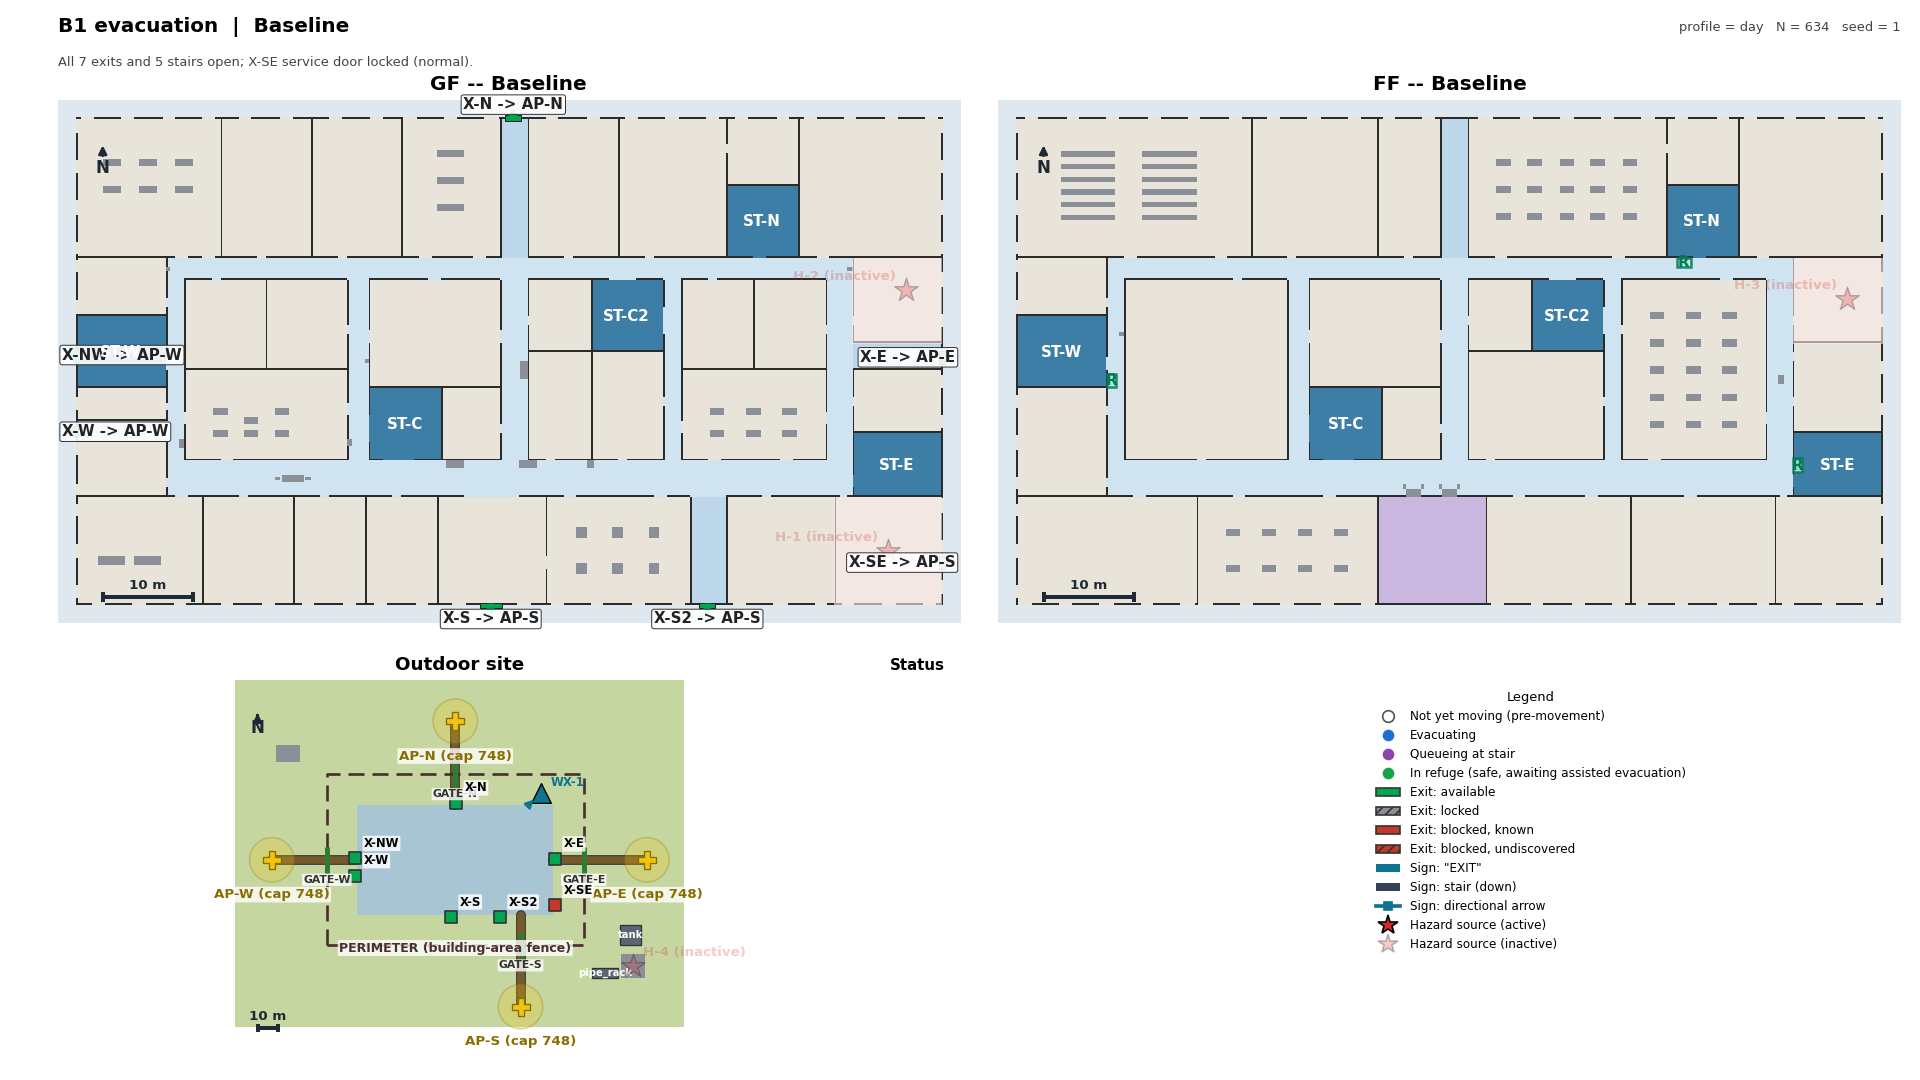 B1 evacuation | Baseline
profile = day N = 634 seed = 1
All 7 exits and 5 stairs open; X-SE service door locked (normal).
GF -- Baseline
X-N -> AP-N
N
ST-N
H-2 (inactive)
ST-C2
X-NW -> AP-W
X-E -> AP-E
ST-C
X-W -> AP-W
ST-E
H-1 (inactive)
X-SE -> AP-S
10 m
X-S -> AP-S
X-S2 -> AP-S
FF -- Baseline
N
ST-N
R
H-3 (inactive)
ST-C2
ST-W
R
ST-C
R
ST-E
10 m
Outdoor site
N
AP-N (cap 748)
WX-1
X-N
X-NW
X-W
X-E
GATE-W
GATE-E
X-SE
AP-W (cap 748)
AP-E (cap 748)
X-S
X-S2
tank
PERIMETER (building-area fence)
H-4 (inactive)
GATE-S
pipe_rack
10 m
AP-S (cap 748)
Status
Legend
Not yet moving (pre-movement)
Evacuating
Queueing at stair
In refuge (safe, awaiting assisted evacuation)
Exit: available
Exit: locked
Exit: blocked, known
Exit: blocked, undiscovered
Sign: "EXIT"
Sign: stair (down)
Sign: directional arrow
Hazard source (active)
Hazard source (inactive)